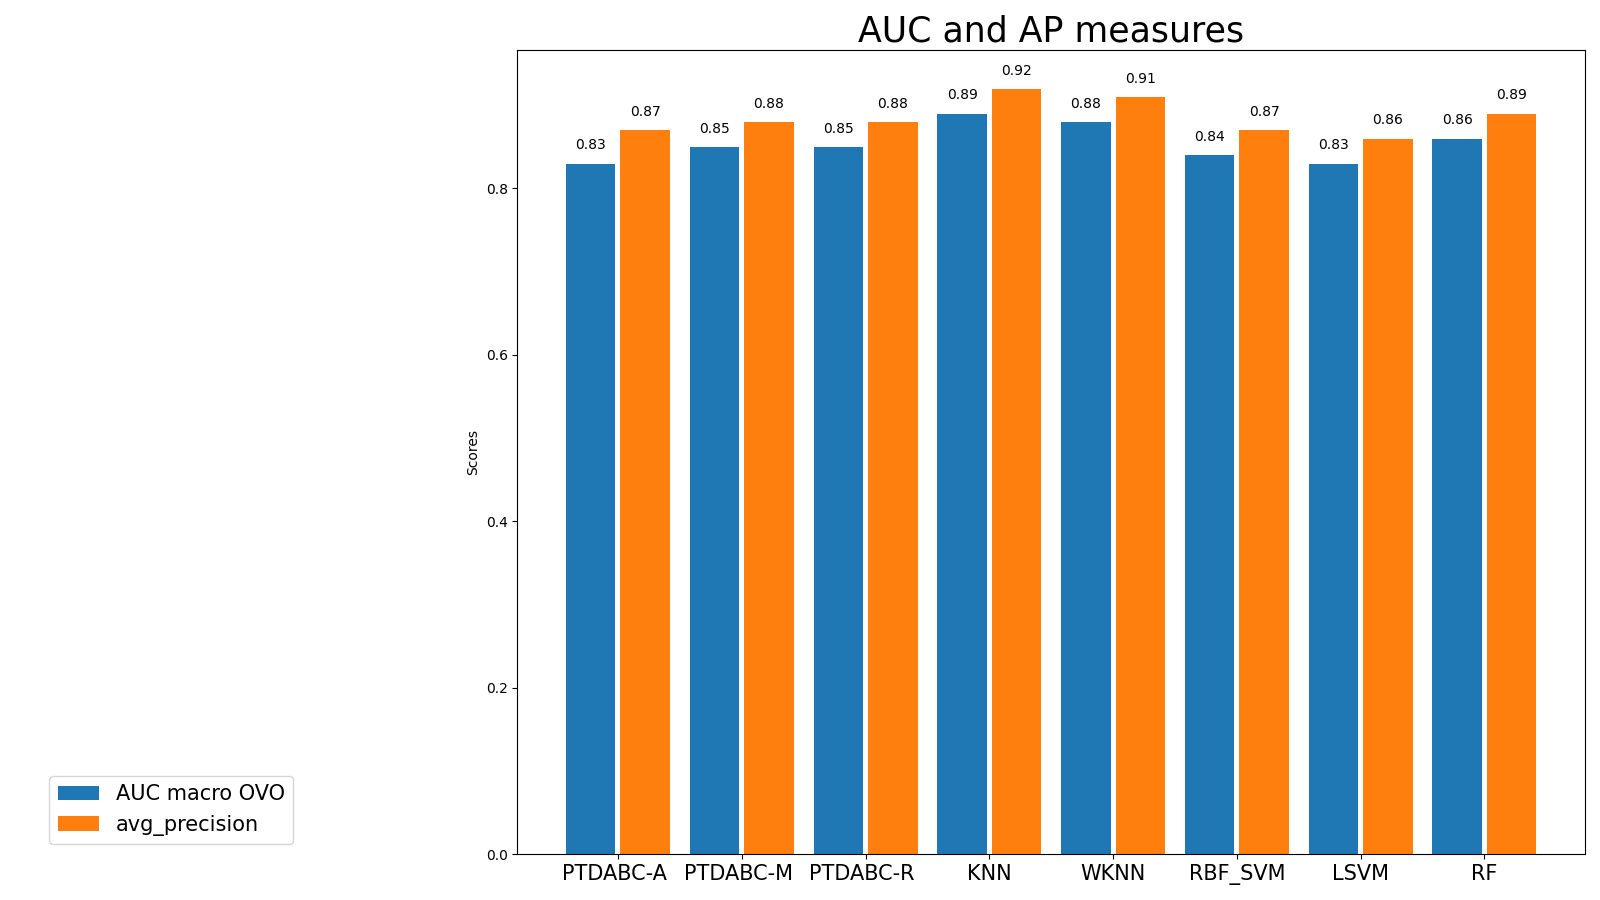 AUC and AP measures
0.83 0.87 0.85 0.88 0.85 0.88 0.89 0.92 0.88 0.91 0.84 0.87 0.83 0.86 0.86 0.89
0.8
0.6
0.4
0.2
0.0
Scores
PTDABC-A PTDABC-M PTDABC-R KNN WKNN RBF_SVM LSVM RF
AUC macro OVO
avg_precision